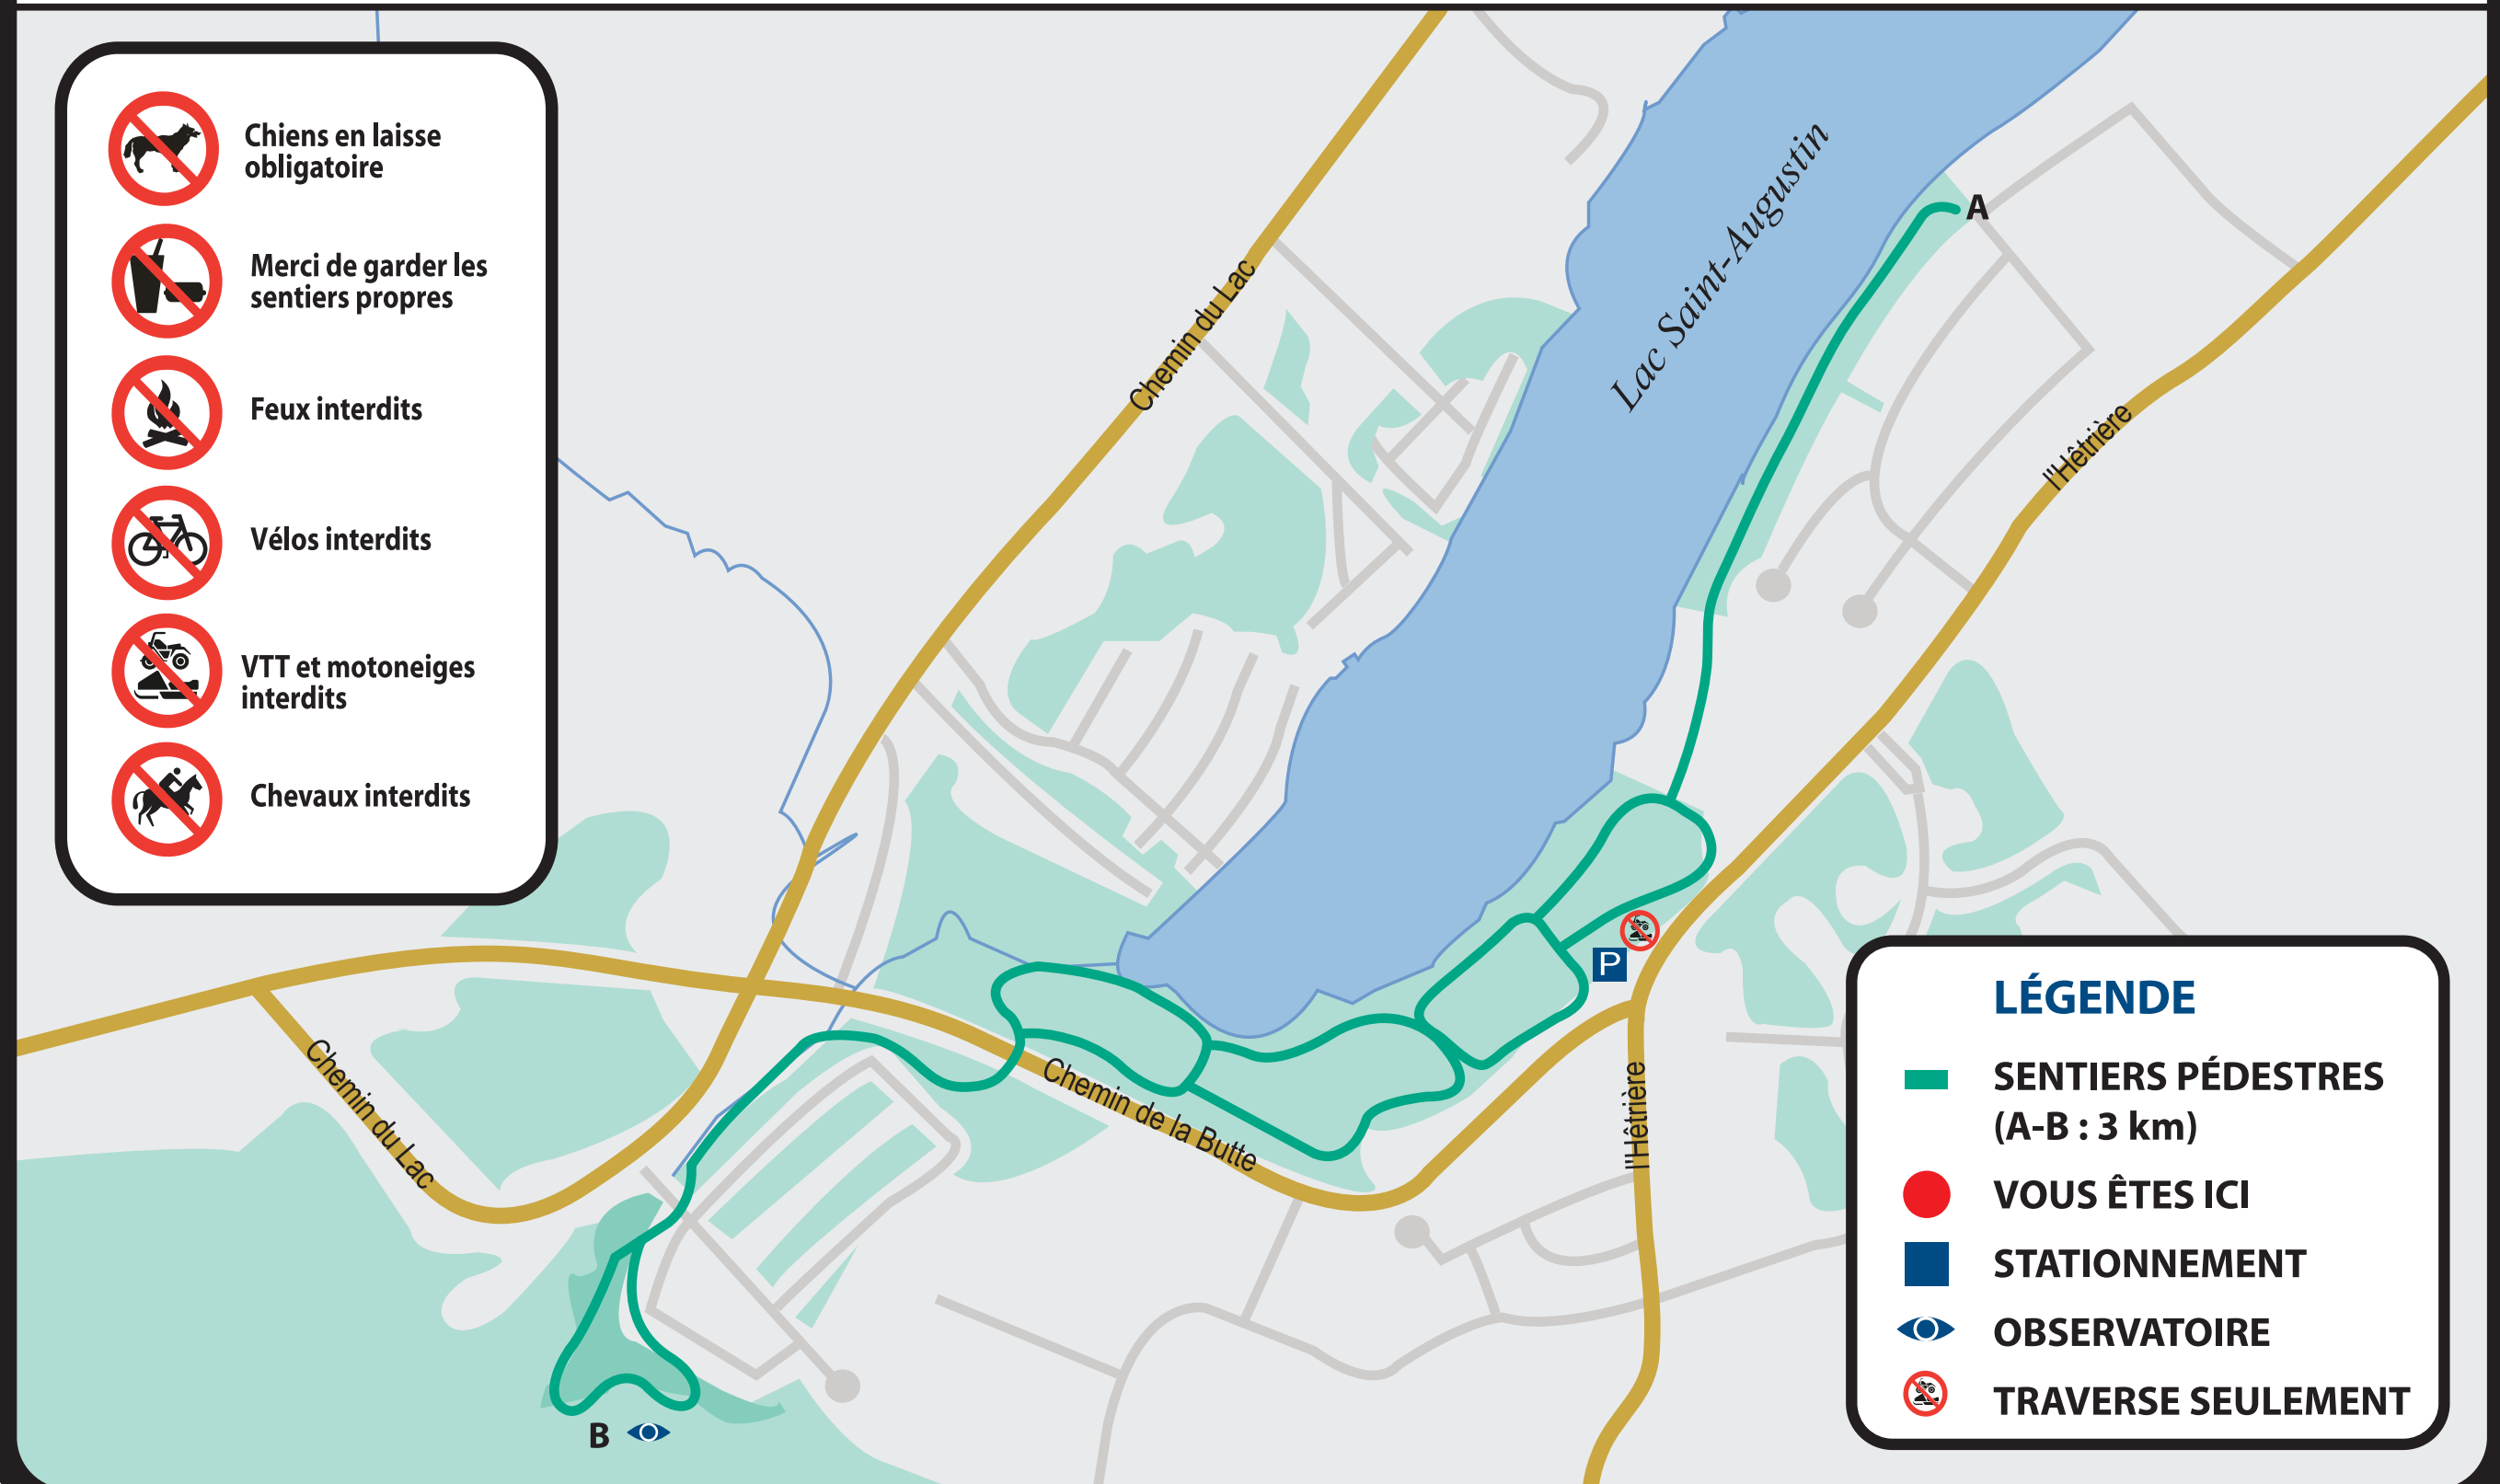 Chiens en laisse
obligatoire
Merci de garder les
sentiers propres
Feux interdits
Vélos interdits
VTT et motoneiges
interdits
Chevaux interdits
Chemin du Lac
Lac Saint-Augustin
A
l"Hêtrière
P
Chemin du Lac
Chemin de la Butte
l"Hêtrière
B
LÉGENDE
SENTIERS PÉDESTRES
(A-B : 3 km)
VOUS ÊTES ICI
STATIONNEMENT
OBSERVATOIRE
TRAVERSE SEULEMENT